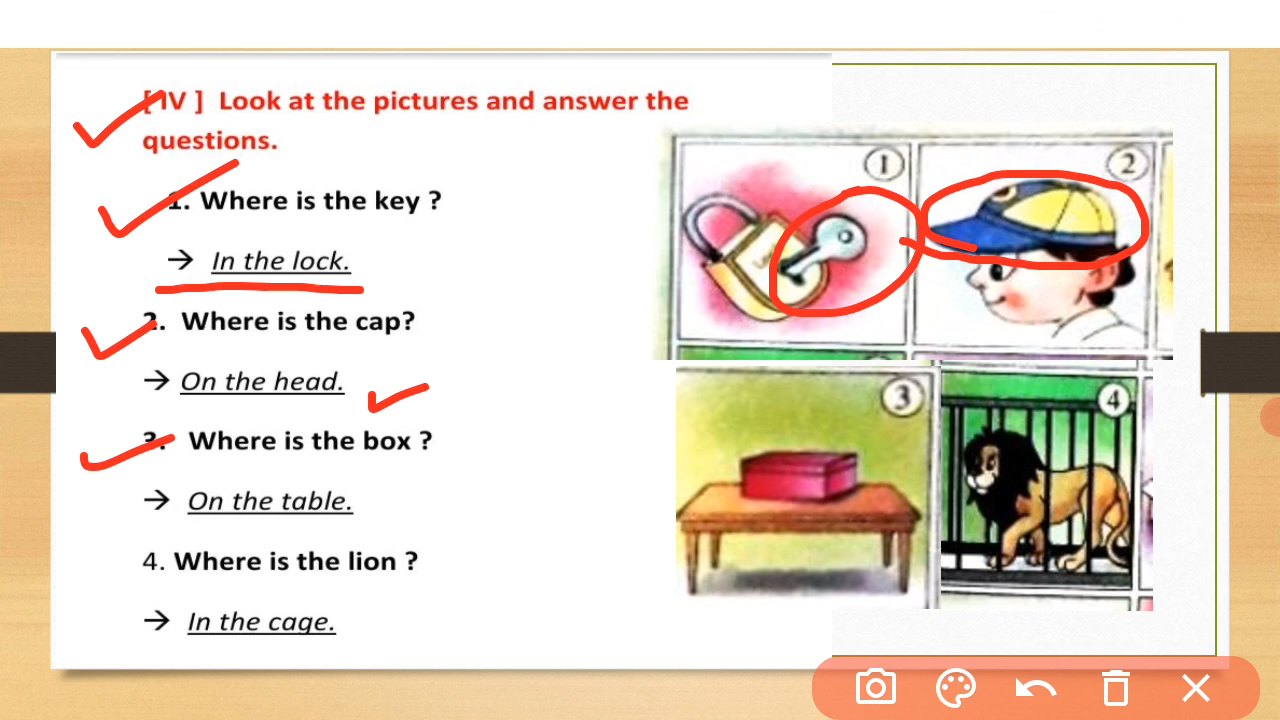 [ IV ] Look at the pictures and answer the
questions.
1. Where is the key ?
→ In the lock.
2. Where is the cap?
→ On the head.
3. Where is the box ?
→ On the table.
4. Where is the lion ?
→ In the cage.
1
2
3
4